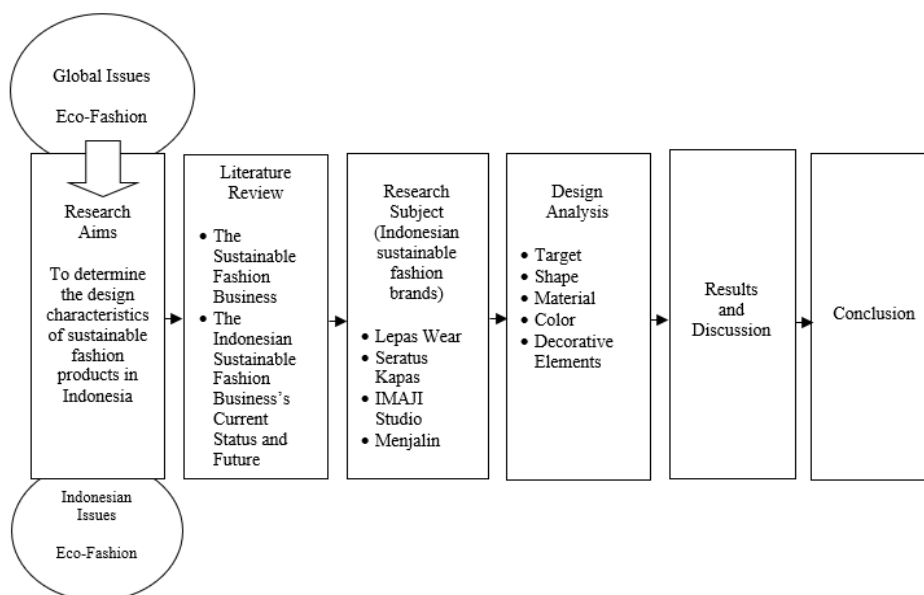 Global Issues
Eco-Fashion
Research
Aims
To determine
the design
characteristics
of sustainable
fashion
products in
Indonesia
Indonesian
Issues
Eco-Fashion
Literature
Review
• The
Sustainable
Fashion
Business
• The
Indonesian
Sustainable
Fashion
Business's
Current
Status and
Future
Research
Subject
(Indonesian
sustainable
fashion
brands)
• Lepas Wear
• Seratus
Kapas
• IMAJI
Studio
• Menjalin
Design
Analysis
• Target
• Shape
• Material
• Color
• Decorative
Elements
Results
and
Discussion
Conclusion